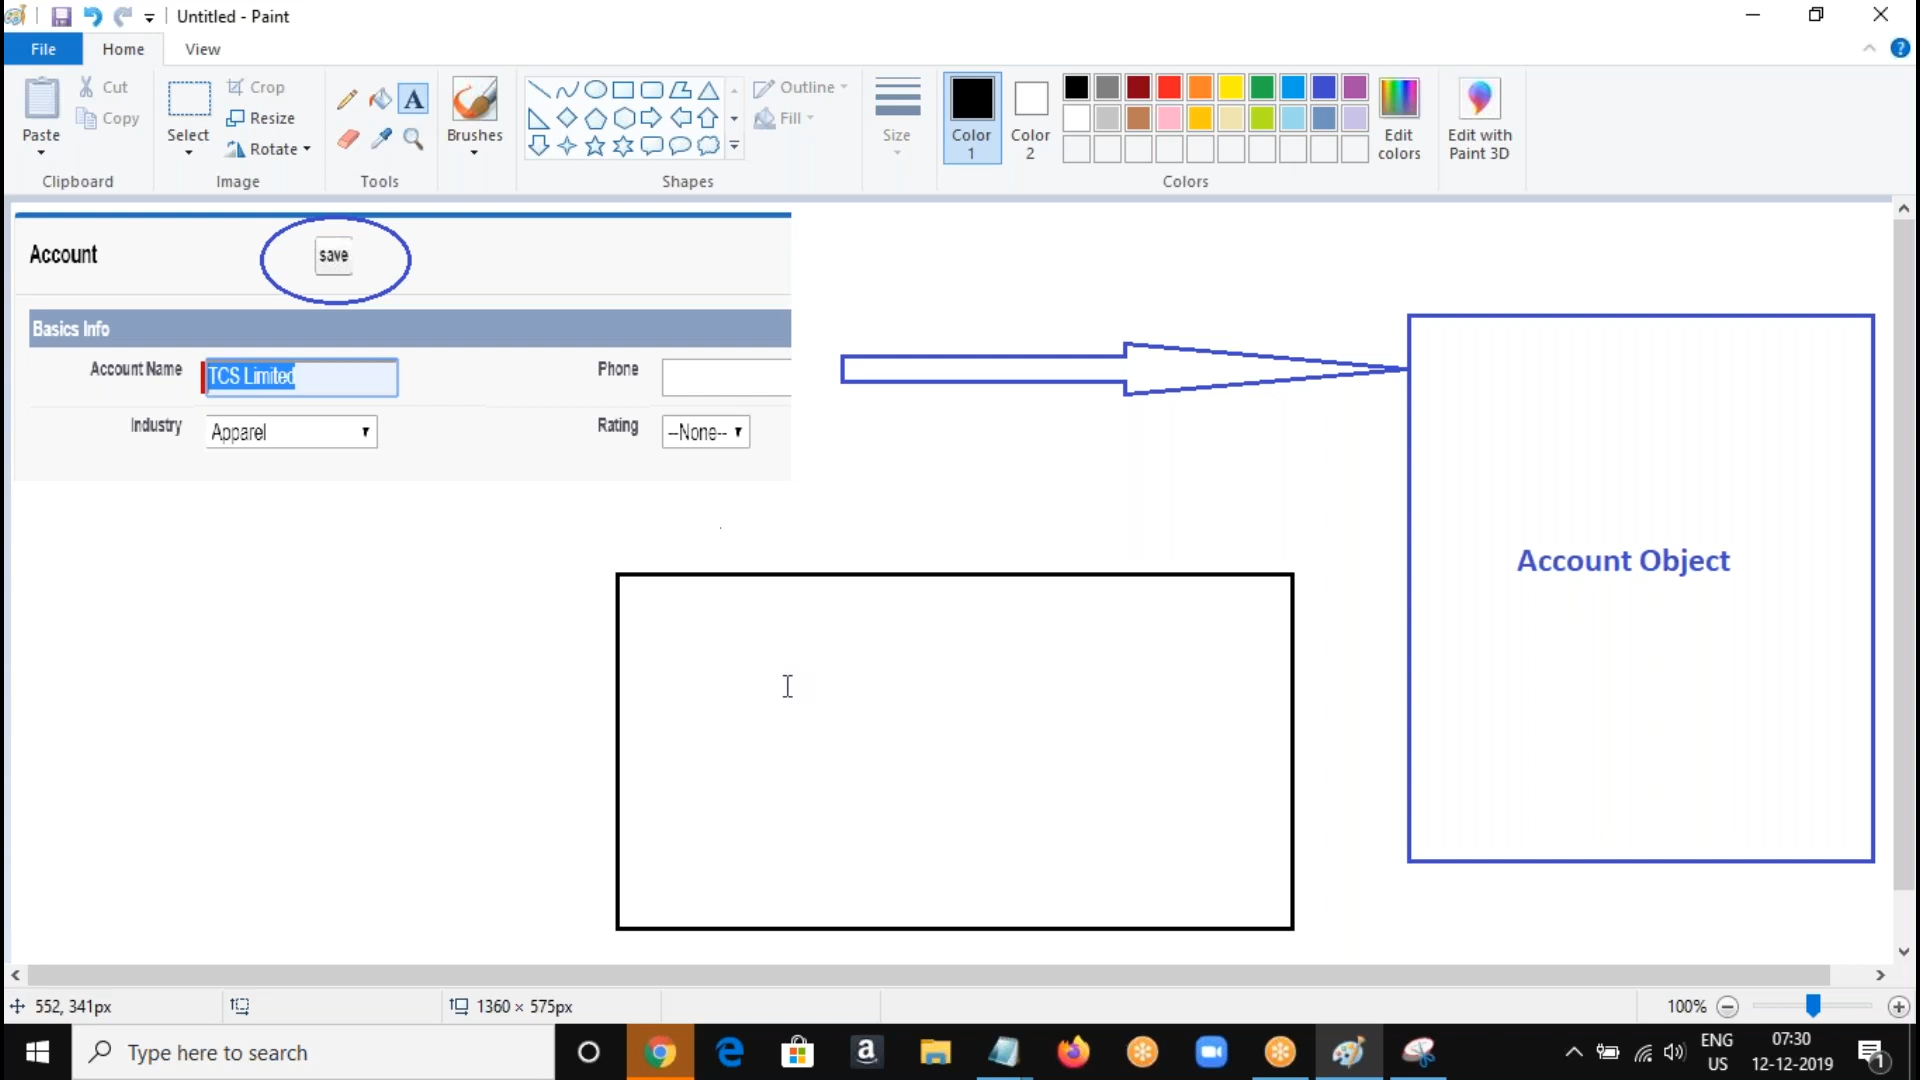 Untitled - Paint
File Home View
Paste Cut Copy Clipboard
Select Crop Resize Rotate Image
A
Tools
Brushes
Shapes
Outline Fill
Size
Color 1
Color 2
Colors
Edit colors
Edit with Paint 3D
Account save
Basics Info
Account Name TCS Limited Phone
Industry Apparel Rating --None--
Account Object
552, 341px 1360 × 575px 100%
Type here to search
a
ENG
US
07:30
12-12-2019
1